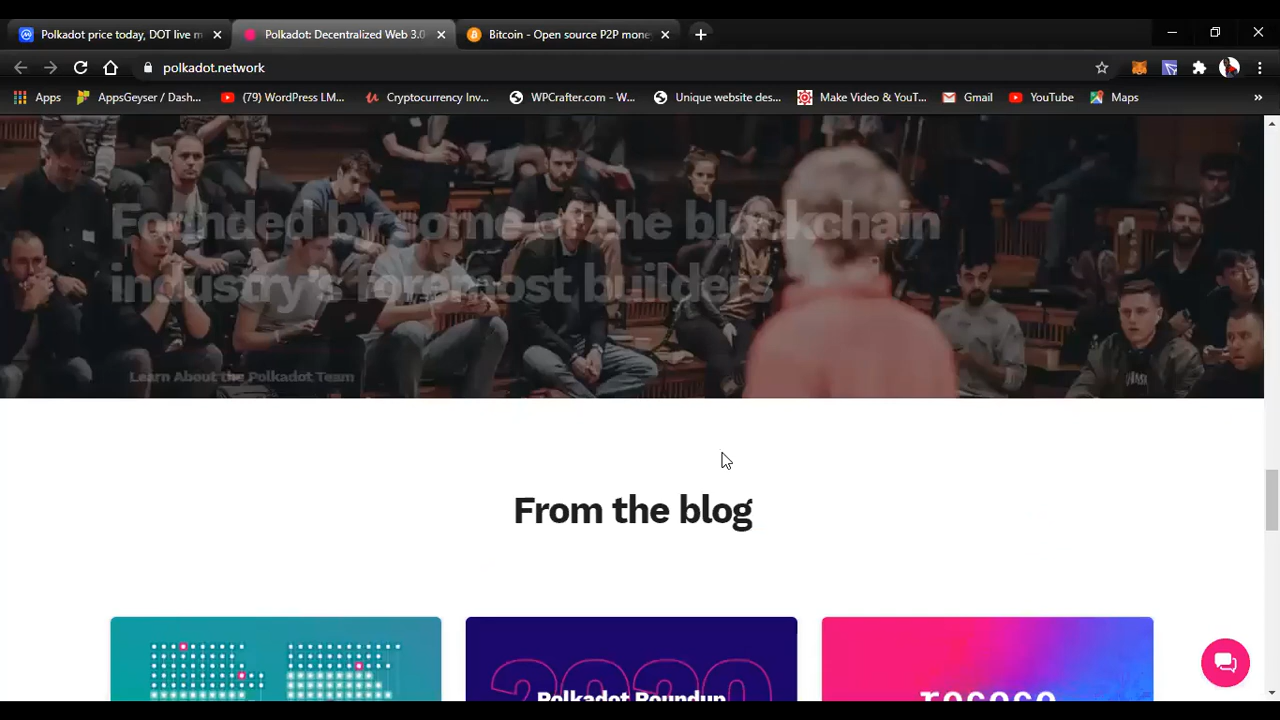 Polkadot price today, DOT live m
Polkadot: Decentralized Web 3.0
Bitcoin - Open source P2P mone
polkadot.network
Apps
AppsGeyser / Dash...
(79) WordPress LM...
Cryptocurrency Inv...
WPCrafter.com - W...
Unique website des...
Make Video & YouT...
Gmail
YouTube
Maps
»
Founded by some of the blockchain
industry's foremost builders
Learn About the Polkadot Team
From the blog
2020
Polkadot Roundup
rococo